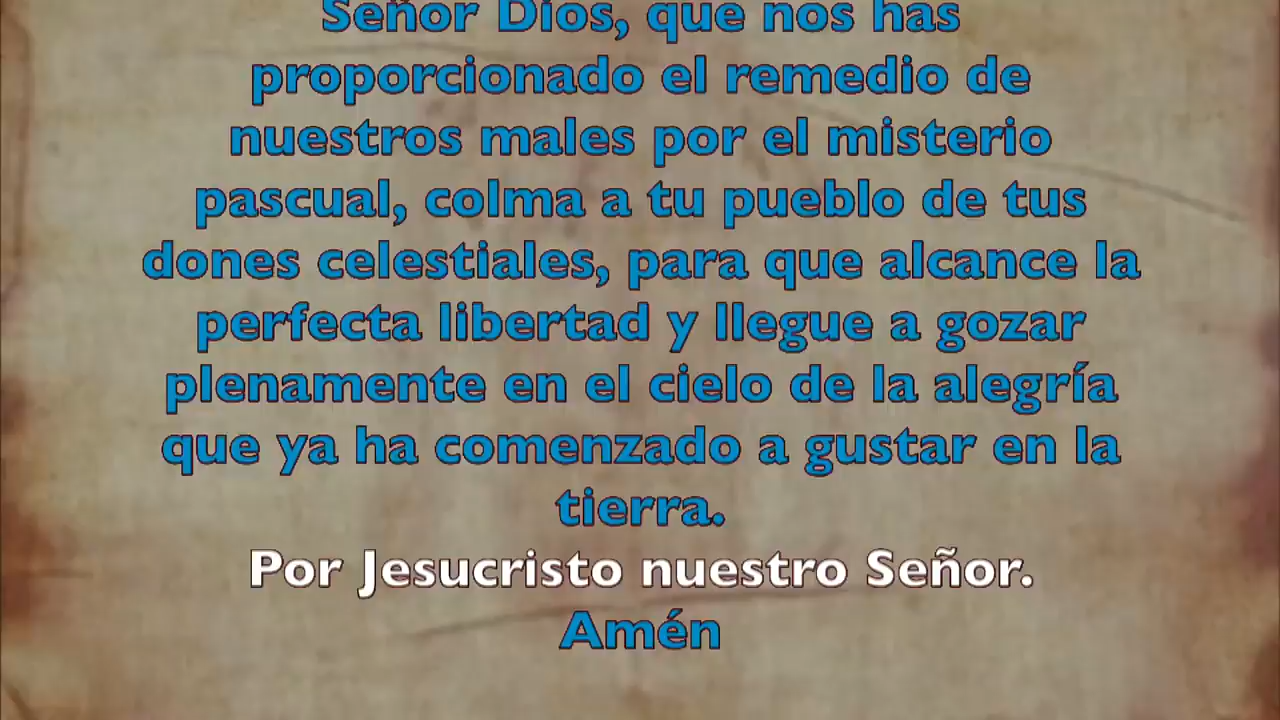 Señor Dios, que nos has
proporcionado el remedio de
nuestros males por el misterio
pascual, colma a tu pueblo de tus
dones celestiales, para que alcance la
perfecta libertad y llegue a gozar
plenamente en el cielo de la alegría
que ya ha comenzado a gustar en la
tierra.
Por Jesucristo nuestro Señor.
Amén